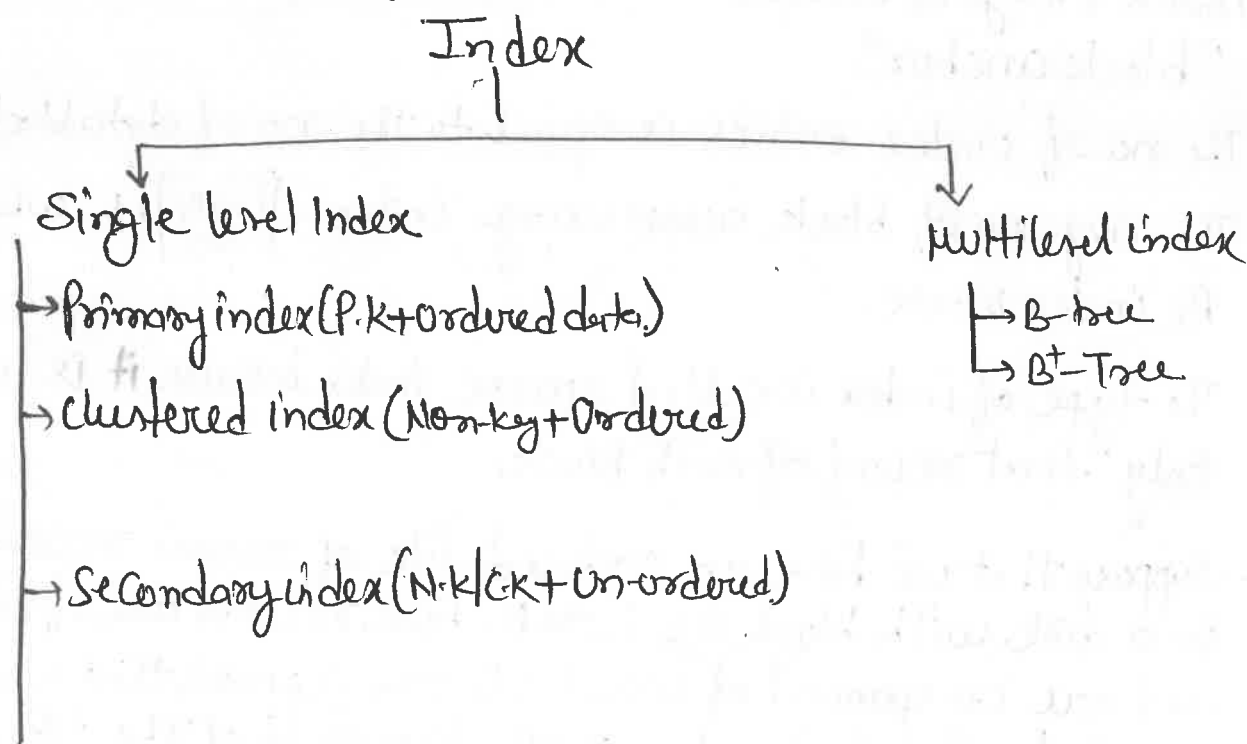 Index
Single level Index
Primary index (P.K+Ordered data.)
Clustered index (Non-key+Ordered)
Secondary index (N.K|C.K+Un-ordered)
Multilevel index
B-tree
B+-Tree